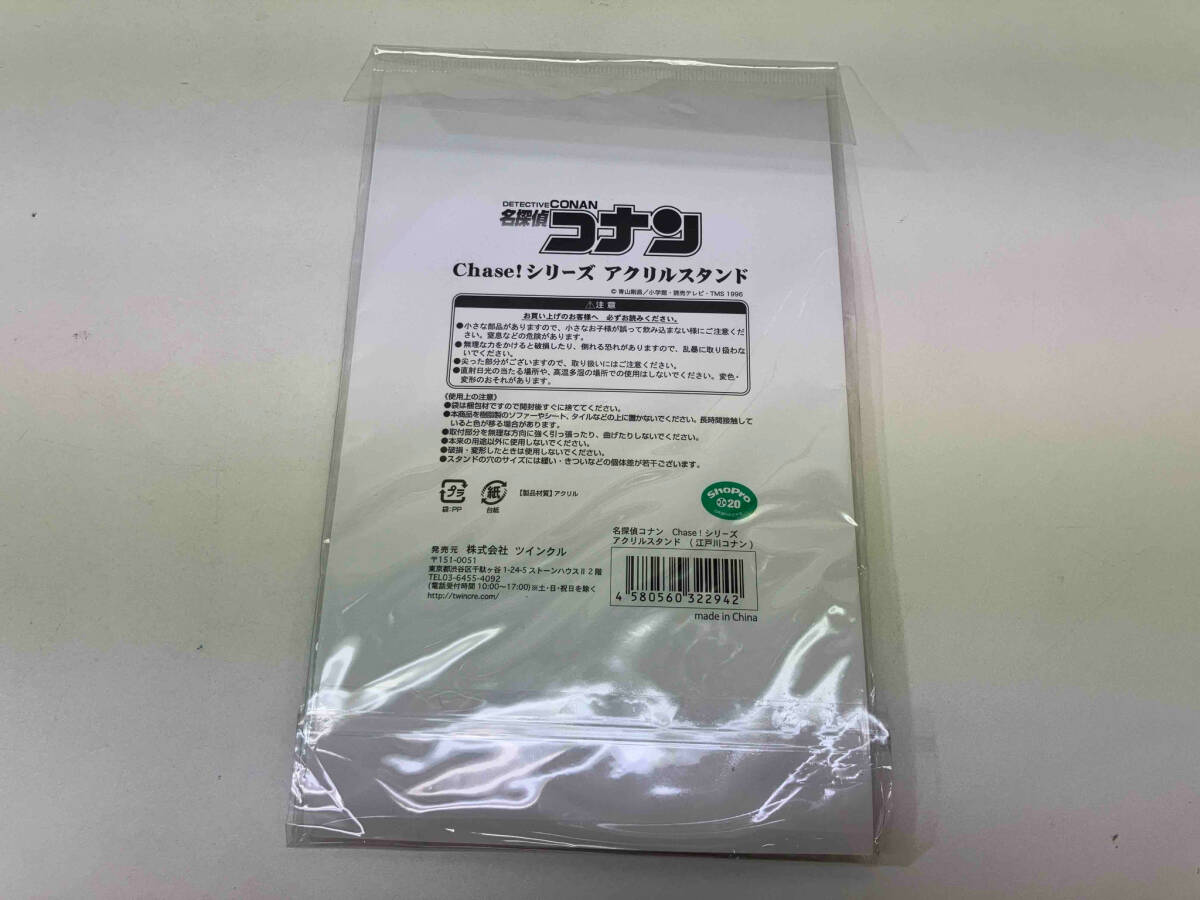 DETECTIVE CONAN
名探偵コナン
Chase!シリーズ アクリルスタンド
© 青山剛昌／小学館・読売テレビ・TMS 1996
⚠注意
お買い上げのお客様へ 必ずお読みください。
●小さな部品がありますので、小さなお子様が誤って飲み込まない様にご注意くだ
さい。窒息などの危険があります。
●無理な力をかけると破損したり、倒れる恐れがありますので、乱暴に取り扱わな
いでください。
●尖った部分がございますので、取り扱いにはご注意ください。
●直射日光の当たる場所や、高温多湿の場所での使用はしないでください。変色・
変形のおそれがあります。
《使用上の注意》
●袋は梱包材ですので開封後すぐに捨ててください。
●本商品を樹脂製のソファーやシート、タイルなどの上に置かないでください。長時間接触して
いると色が移る場合があります。
●取付部分を無理な方向に強く引っ張ったり、曲げたりしないでください。
●本来の用途以外に使用しないでください。
●破損・変形したときは使用しないでください。
●スタンドの穴のサイズには緩い・きついなどの個体差が若干ございます。
プラ
袋:PP
紙
台紙
【製品材質】アクリル
ShoPro
20
名探偵コナン Chase！シリーズ
アクリルスタンド （江戸川コナン）
4 580560 322942
made in China
発売元 株式会社 ツインクル
〒151-0051
東京都渋谷区千駄ヶ谷 1-24-5 ストーンハウスⅡ 2 階
TEL03-6455-4092
(電話受付時間 10:00～17:00)※土・日・祝日を除く
http://twincre.com/